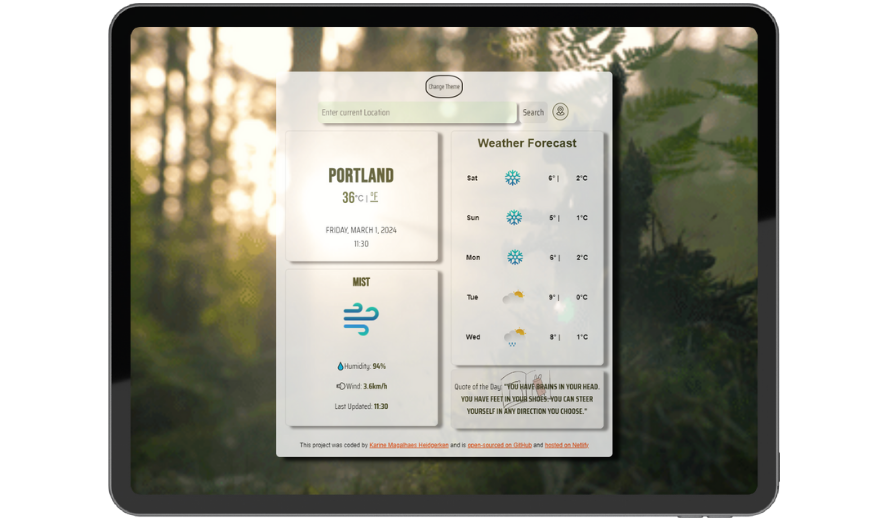 Change Theme
Enter current Location
Search
PORTLAND
36°C | °F
FRIDAY, MARCH 1, 2024
11:30
MIST
Humidity: 94%
Wind: 3.6km/h
Last Updated: 11:30
Weather Forecast
Sat 6° | 2°C
Sun 5° | 1°C
Mon 6° | 2°C
Tue 9° | 0°C
Wed 8° | 1°C
Quote of the Day: "YOU HAVE BRAINS IN YOUR HEAD.
YOU HAVE FEET IN YOUR SHOES. YOU CAN STEER
YOURSELF IN ANY DIRECTION YOU CHOOSE."
This project was coded by Karine Magalhaes Heidgerken and is open-sourced on GitHub and hosted on Netlify